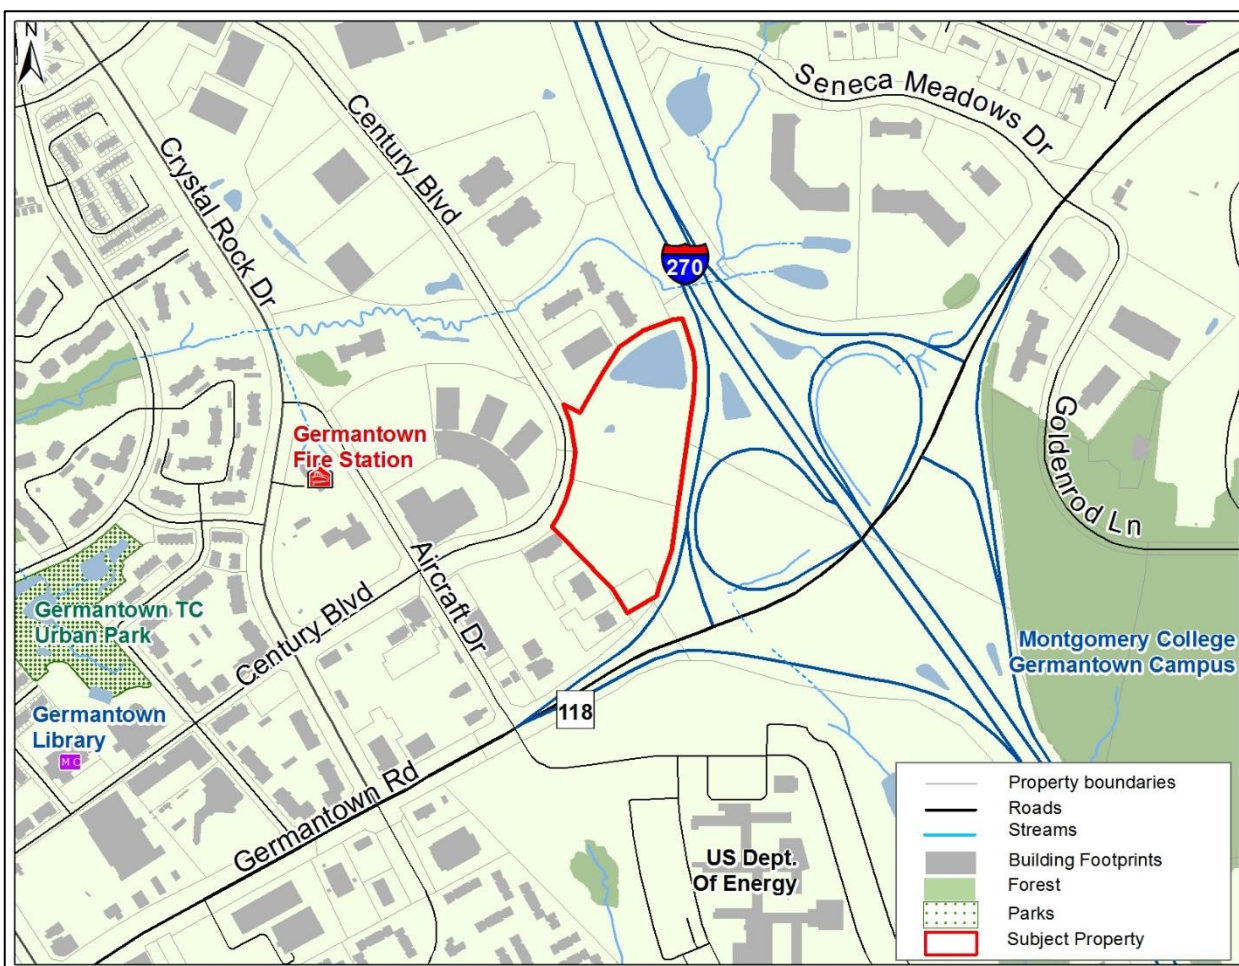 N
Seneca Meadows Dr
Century Blvd
Crystal Rock Dr
270
Germantown
Fire Station
Goldenrod Ln
Aircraft Dr
Germantown TC
Urban Park
Century Blvd
Montgomery College
Germantown Campus
Germantown
Library
118
M C
Germantown Rd
US Dept.
Of Energy
Property boundaries
Roads
Streams
Building Footprints
Forest
Parks
Subject Property